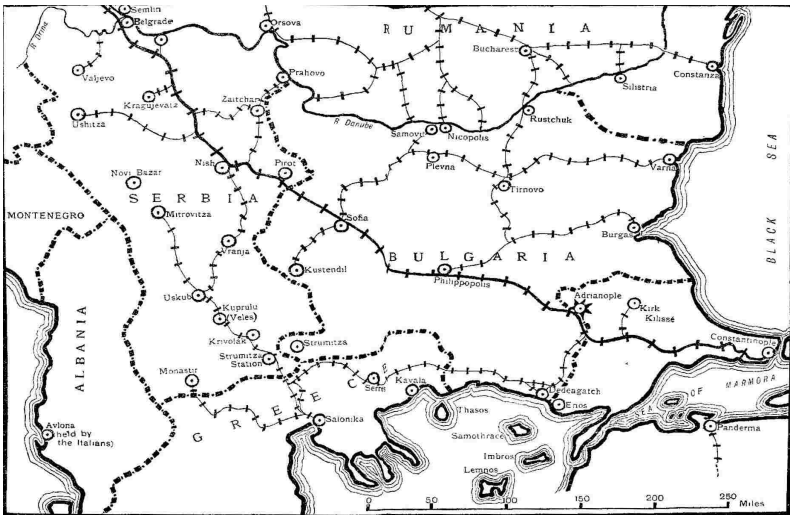 Semlin
Belgrade
R Drina
Orsova
RUMANIA
Bucharest
Constanza
Silistria
Valjevo
Prahovo
Kragujevatz
Zaitchar
Ushitza
R Danube
Samovit
Nicopolis
Rustchuk
Nish
Pirot
Plevna
Varna
Tirnovo
Novi Bazar
SERBIA
MONTENEGRO
Mitrovitza
Sofia
Burgas
BLACK SEA
Vranja
BULGARIA
Kustendil
Philippopolis
Uskub
Adrianople
Kuprulu
(Veles)
Kirk
Kilissé
Krivolak
Strumitza
Constantinople
ALBANIA
Strumitza
Station
Monastir
GREECE
Serres
Kavala
Dedeagatch
Enos
SEA OF MARMORA
Thasos
Salonika
Avlona
(held by
the Italians)
Panderma
Samothrace
Imbros
Lemnos
0 50 100 150 200 250
Miles